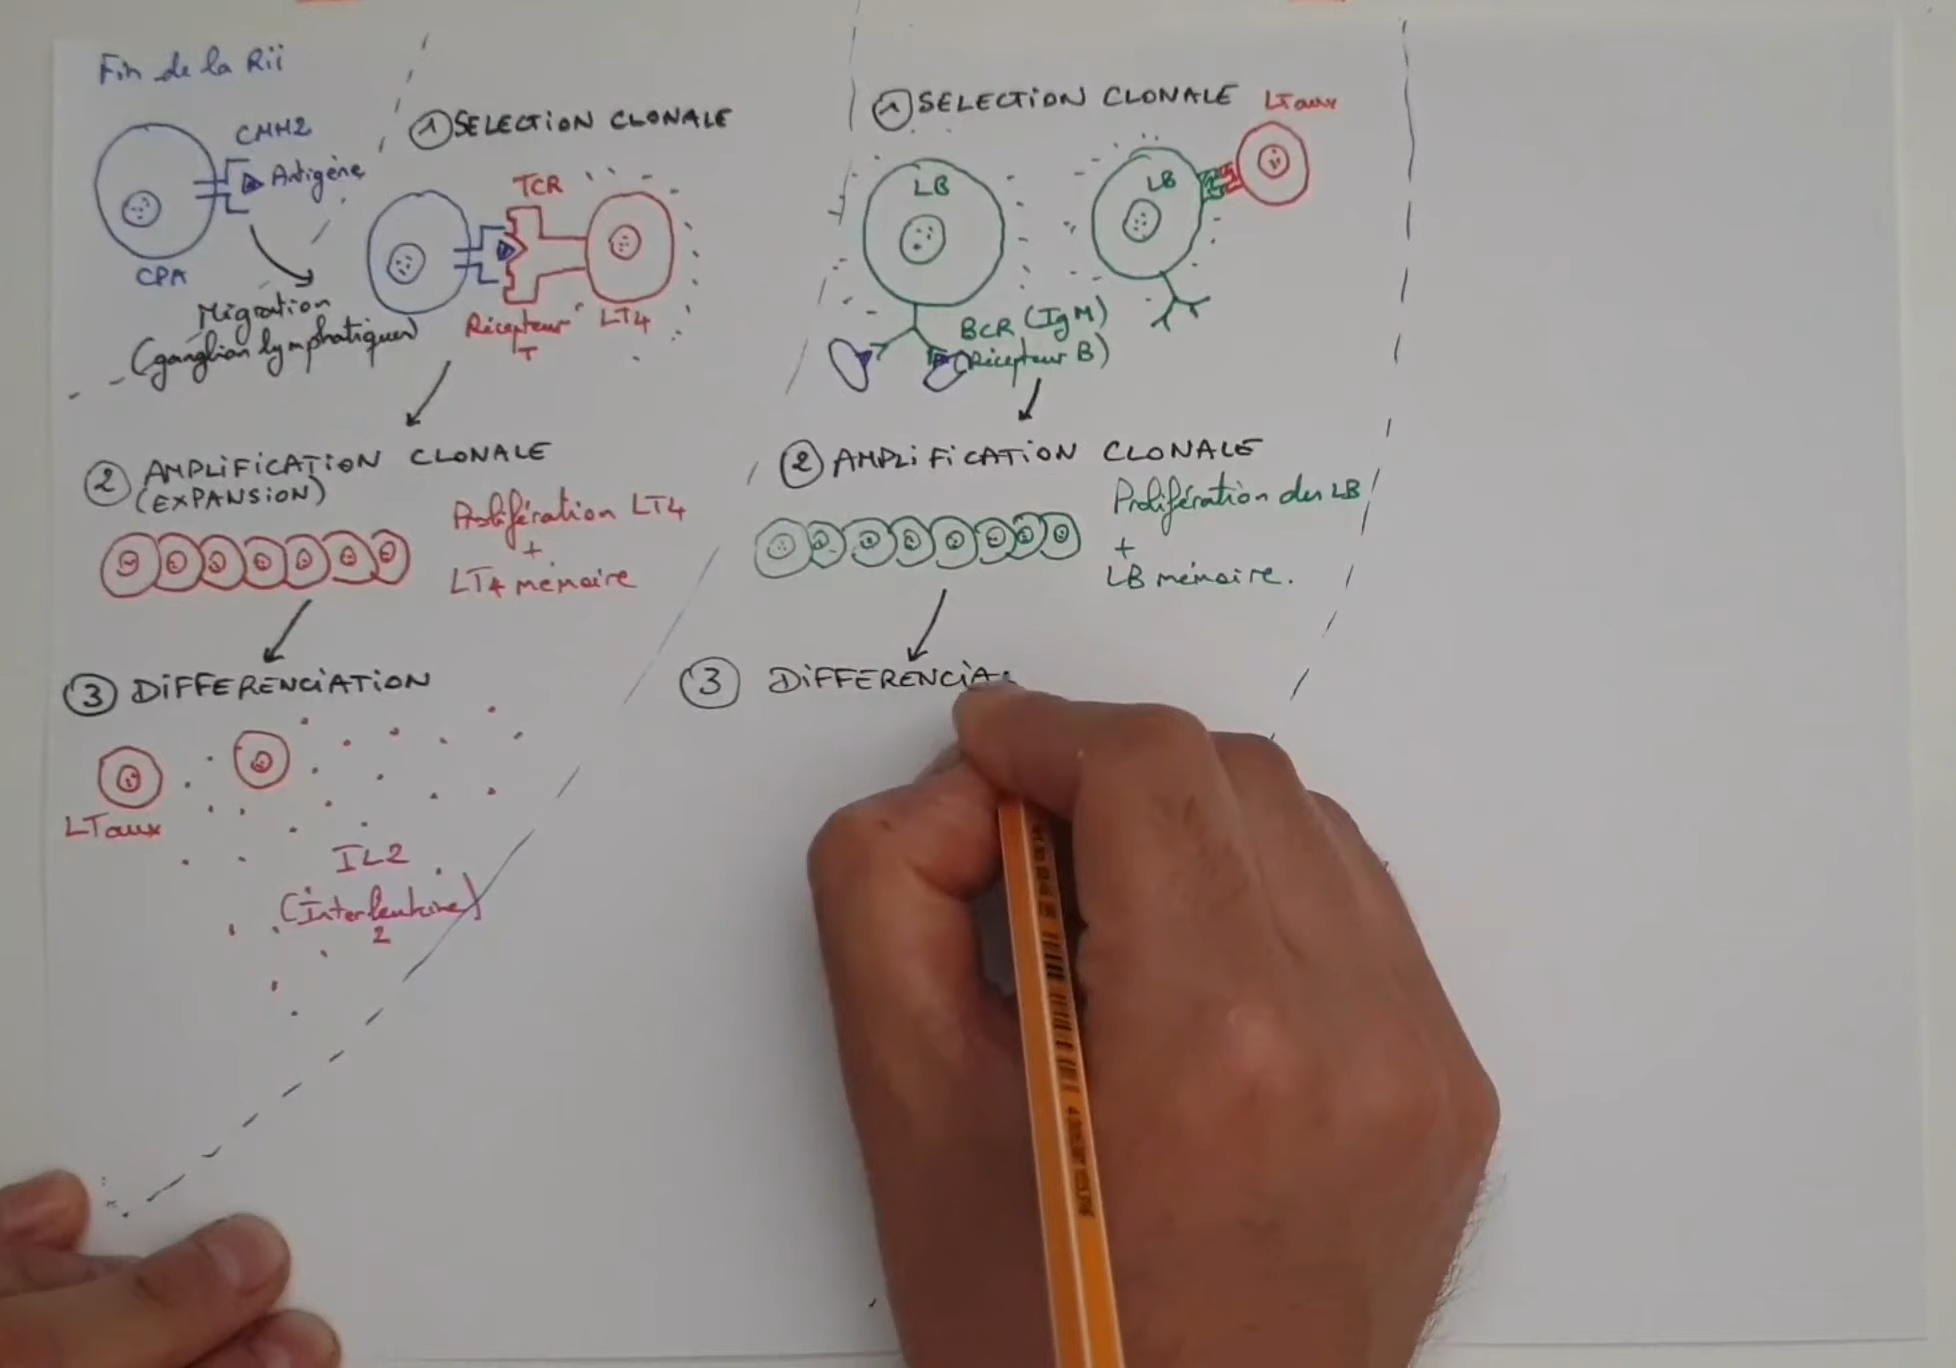 Fin de la Rii
CMH2
Antigène
CPA
Migration
(ganglion lymphatiques)
① SELECTION CLONALE
TCR
Récepteur
T
LT4
② AMPLIFICATION CLONALE
(EXPANSION)
Prolifération LT4
+
LT4 mémoire
③ DIFFERENCIATION
LTaux
IL2
(Interleukine)
2
① SELECTION CLONALE
LTaux
LB
LB
BCR (IgM)
(Récepteur B)
② AMPLIFICATION CLONALE
Prolifération des LB
+
LB mémoire.
③ DIFFERENCIA